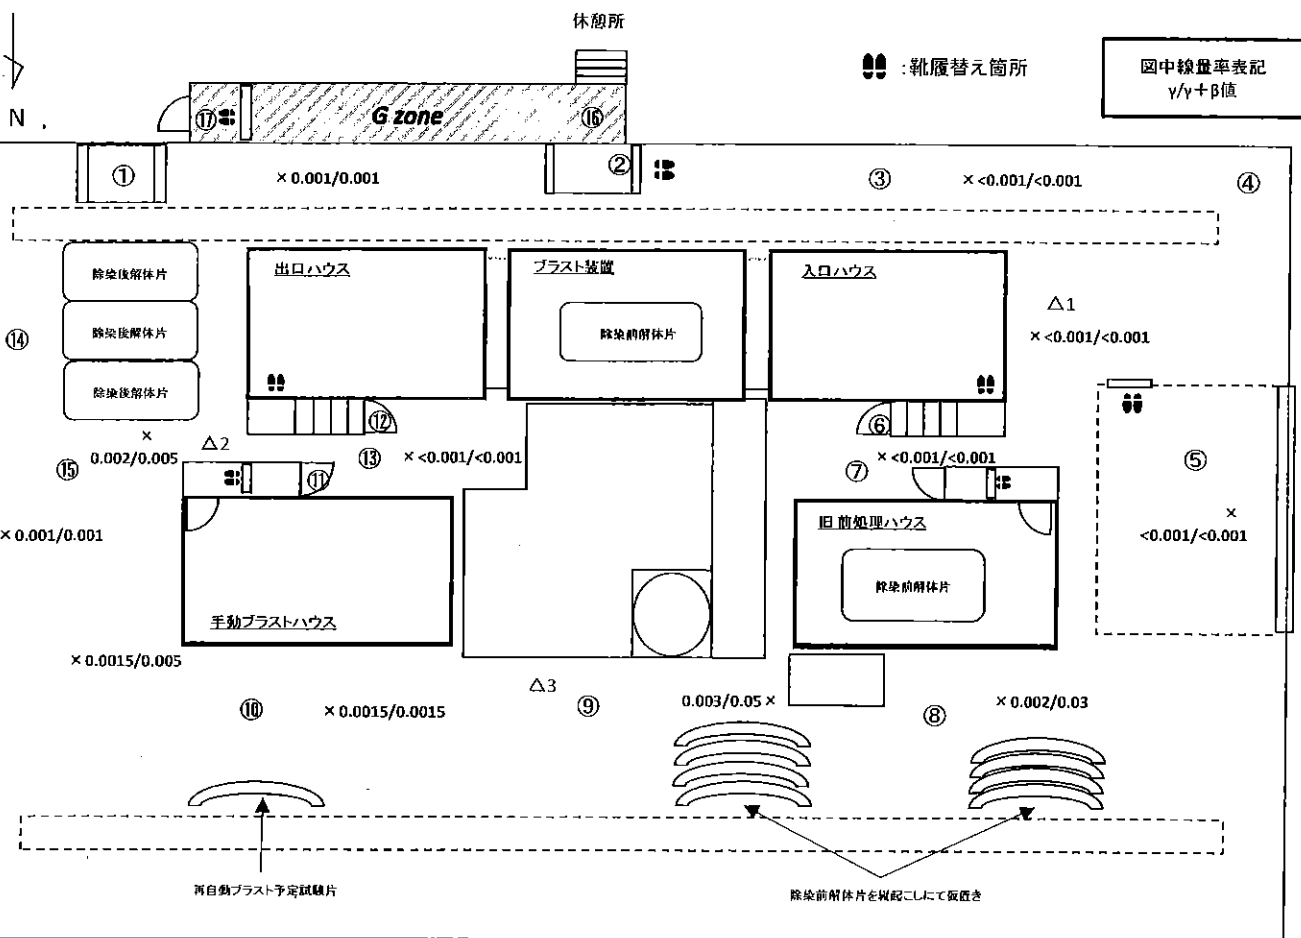 休憩所
:靴履替え箇所
図中線量率表記
γ/γ+β値
N
⑰
G zone
⑯
①
× 0.001/0.001
②
③
× <0.001/<0.001
④
除染後解体片
除染後解体片
除染後解体片
出口ハウス
ブラスト装置
除染前解体片
入口ハウス
△1
× <0.001/<0.001
⑭
⑫
⑥
×
0.002/0.005
△2
⑮
⑬
× <0.001/<0.001
⑦
× <0.001/<0.001
⑤
⑪
×
<0.001/<0.001
× 0.001/0.001
旧前処理ハウス
除染前解体片
手動ブラストハウス
× 0.0015/0.005
△3
⑩
× 0.0015/0.0015
⑨
0.003/0.05 ×
⑧
× 0.002/0.03
再自動ブラスト予定試験片
除染前解体片を縦起こしにて仮置き